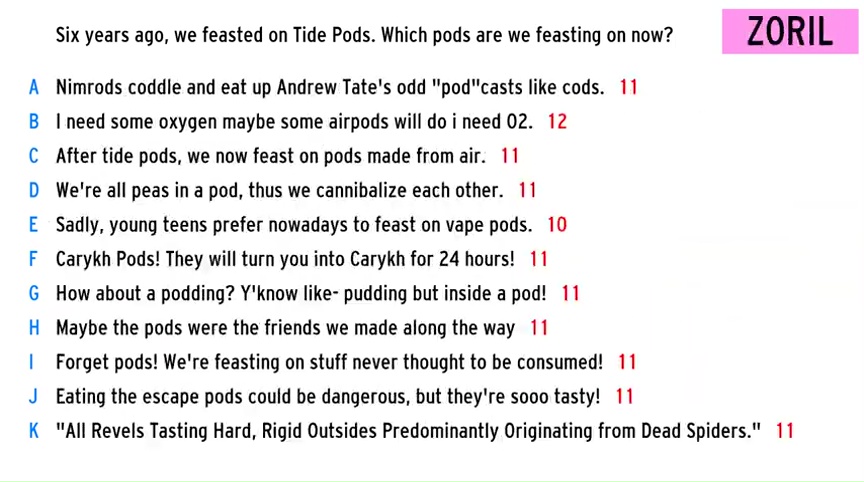 Six years ago, we feasted on Tide Pods. Which pods are we feasting on now?
ZORIL
A Nimrods coddle and eat up Andrew Tate's odd "pod"casts like cods. 11
B I need some oxygen maybe some airpods will do i need O2. 12
C After tide pods, we now feast on pods made from air. 11
D We're all peas in a pod, thus we cannibalize each other. 11
E Sadly, young teens prefer nowadays to feast on vape pods. 10
F Carykh Pods! They will turn you into Carykh for 24 hours! 11
G How about a podding? Y'know like- pudding but inside a pod! 11
H Maybe the pods were the friends we made along the way 11
I Forget pods! We're feasting on stuff never thought to be consumed! 11
J Eating the escape pods could be dangerous, but they're sooo tasty! 11
K "All Revels Tasting Hard, Rigid Outsides Predominantly Originating from Dead Spiders." 11